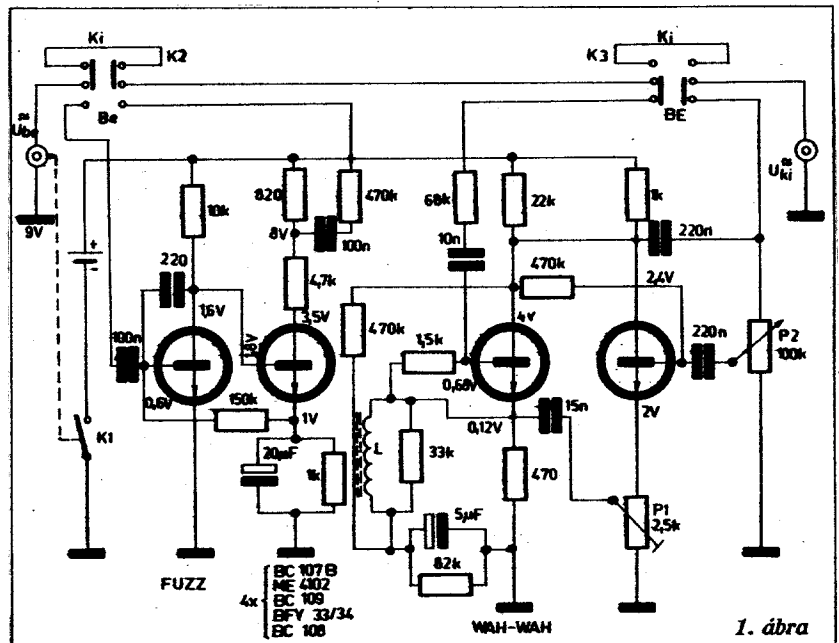 Ki
K2
Be
≈
Ube
9V
+
-
K1
10k
220
1,6V
100n
0,6V
150k
820
8V
100n
470k
4,7k
3,5V
1,6V
1V
20µF
1k
FUZZ
4x
BC 107B
ME 4102
BC 109
BFY 33/34
BC 108
Ki
K3
BE
≈
Uki
68k
10n
22k
1k
220n
470k
470k
2,4V
4V
1,5k
220n
P2
100k
0,68V
0,12V
15n
2V
L
33k
470
5µF
82k
P1
2,5k
WAH-WAH
1. ábra